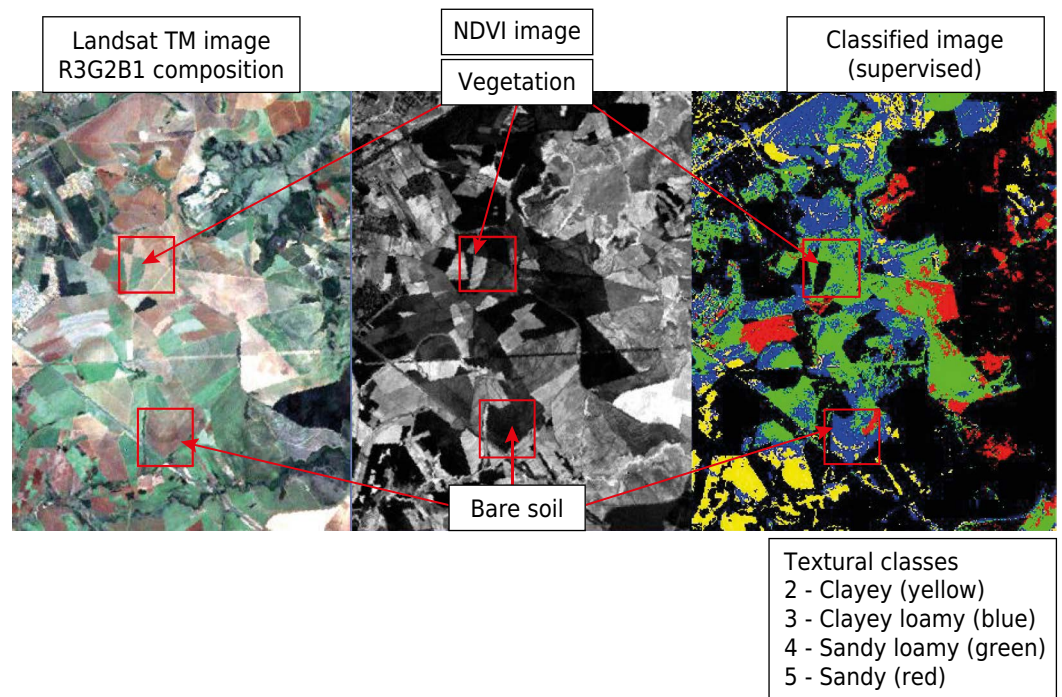 Landsat TM image
R3G2B1 composition
NDVI image
Vegetation
Classified image
(supervised)
Bare soil
Textural classes
2 - Clayey (yellow)
3 - Clayey loamy (blue)
4 - Sandy loamy (green)
5 - Sandy (red)